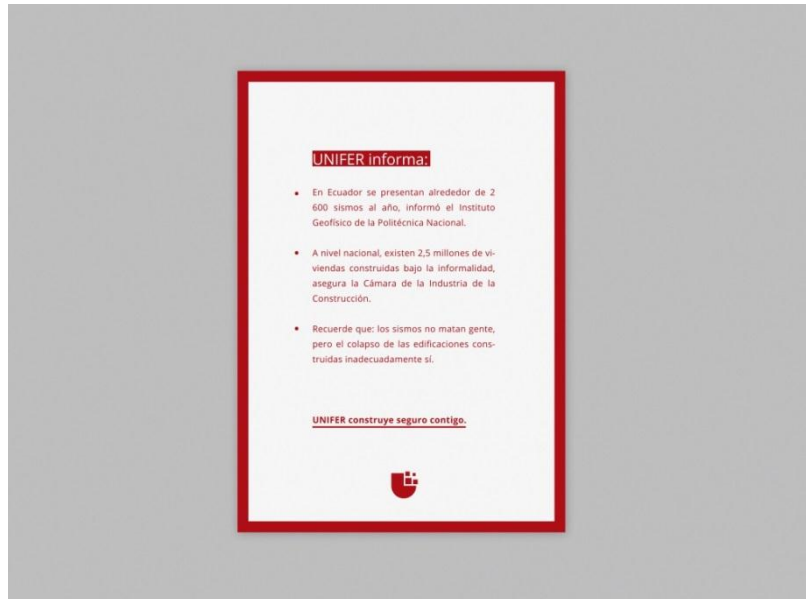 UNIFER informa:
• En Ecuador se presentan alrededor de 2
600 sismos al año, informó el Instituto
Geofísico de la Politécnica Nacional.
• A nivel nacional, existen 2,5 millones de vi-
viendas construidas bajo la informalidad,
asegura la Cámara de la Industria de la
Construcción.
• Recuerde que: los sismos no matan gente,
pero el colapso de las edificaciones cons-
truidas inadecuadamente sí.
UNIFER construye seguro contigo.